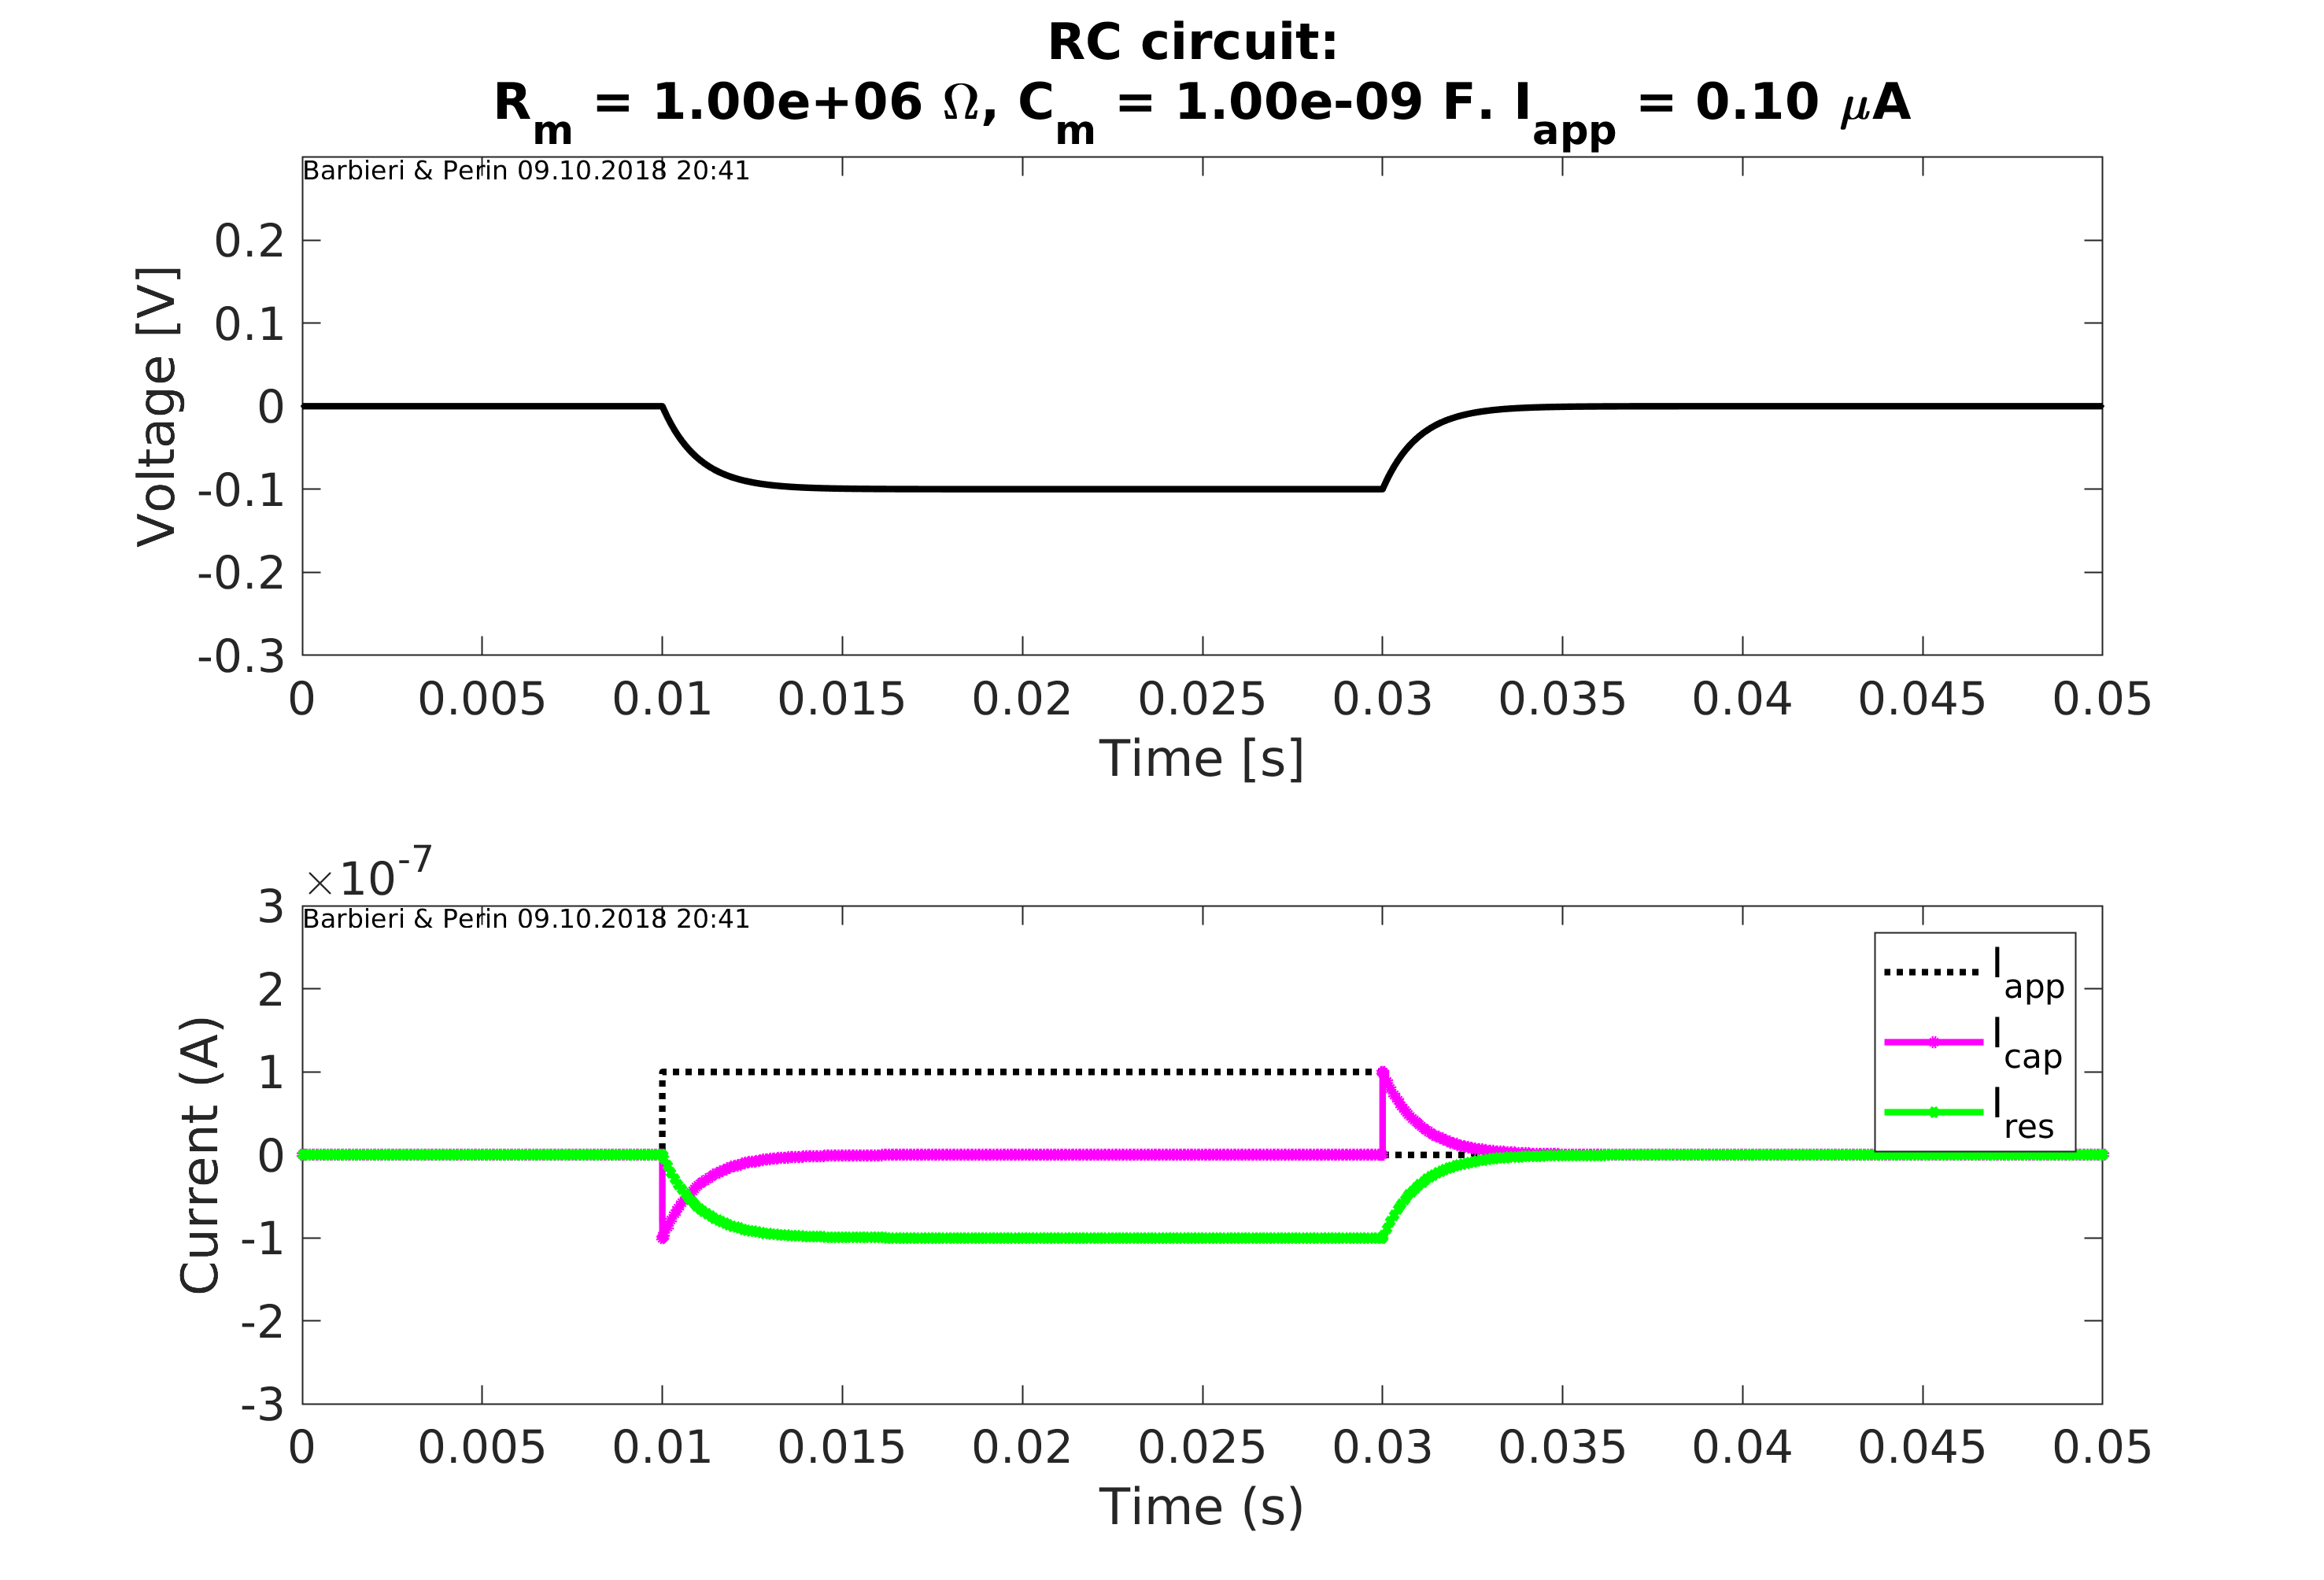 RC circuit:
Rm = 1.00e+06 Ω, Cm = 1.00e-09 F. Iapp = 0.10 μA
Barbieri & Perin 09.10.2018 20:41
0.2
0.1
0
-0.1
-0.2
-0.3
Voltage [V]
0 0.005 0.01 0.015 0.02 0.025 0.03 0.035 0.04 0.045 0.05
Time [s]
×10-7
Barbieri & Perin 09.10.2018 20:41
3
2
1
0
-1
-2
-3
Current (A)
Iapp
Icap
Ires
0 0.005 0.01 0.015 0.02 0.025 0.03 0.035 0.04 0.045 0.05
Time (s)